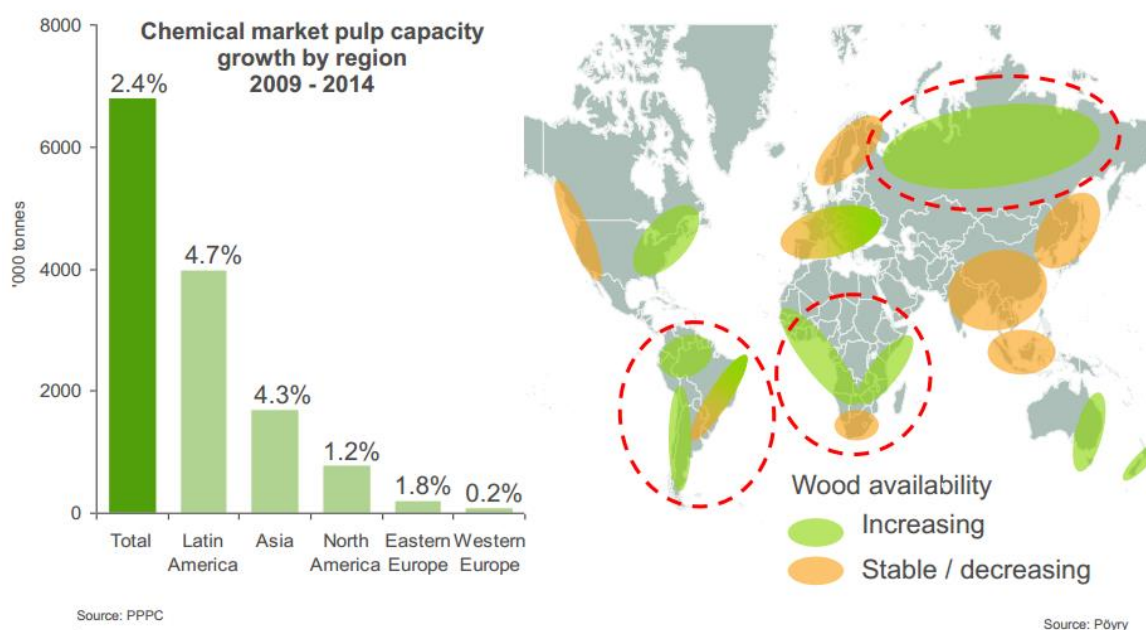 Chemical market pulp capacity
growth by region
2009 - 2014
8000
6000
4000
2000
0
'000 tonnes
2.4%
4.7%
4.3%
1.2%
1.8%
0.2%
Total
Latin
America
Asia
North
America
Eastern
Europe
Western
Europe
Source: PPPC
Wood availability
Increasing
Stable / decreasing
Source: Pöyry